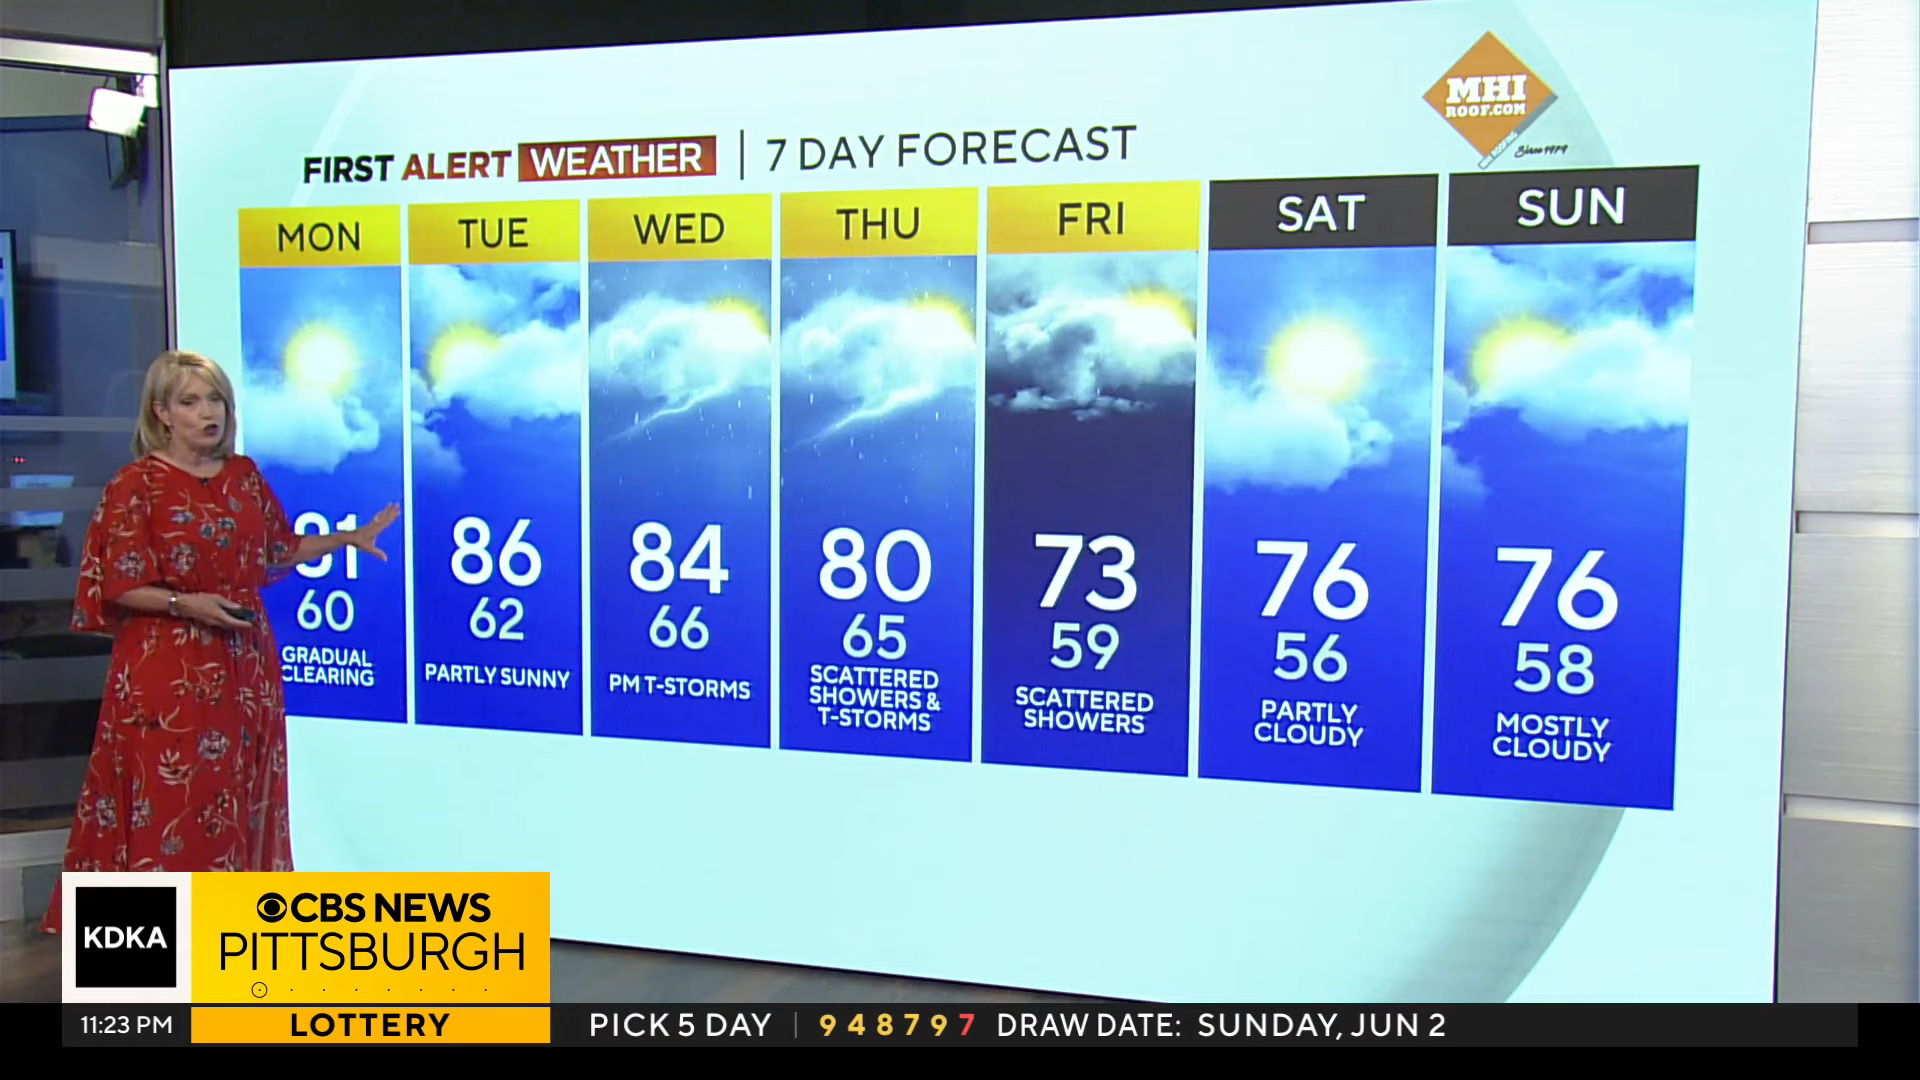 MHI
ROOF.COM
Since 1979
FIRST ALERT WEATHER | 7 DAY FORECAST
MON
TUE
WED
THU
FRI
SAT
SUN
60
GRADUAL
CLEARING
86
62
PARTLY SUNNY
84
66
PM T-STORMS
80
65
SCATTERED
SHOWERS &
T-STORMS
73
59
SCATTERED
SHOWERS
76
56
PARTLY
CLOUDY
76
58
MOSTLY
CLOUDY
KDKA
CBS NEWS
PITTSBURGH
11:23 PM
LOTTERY
PICK 5 DAY | 9 4 8 7 9 7 DRAW DATE: SUNDAY, JUN 2